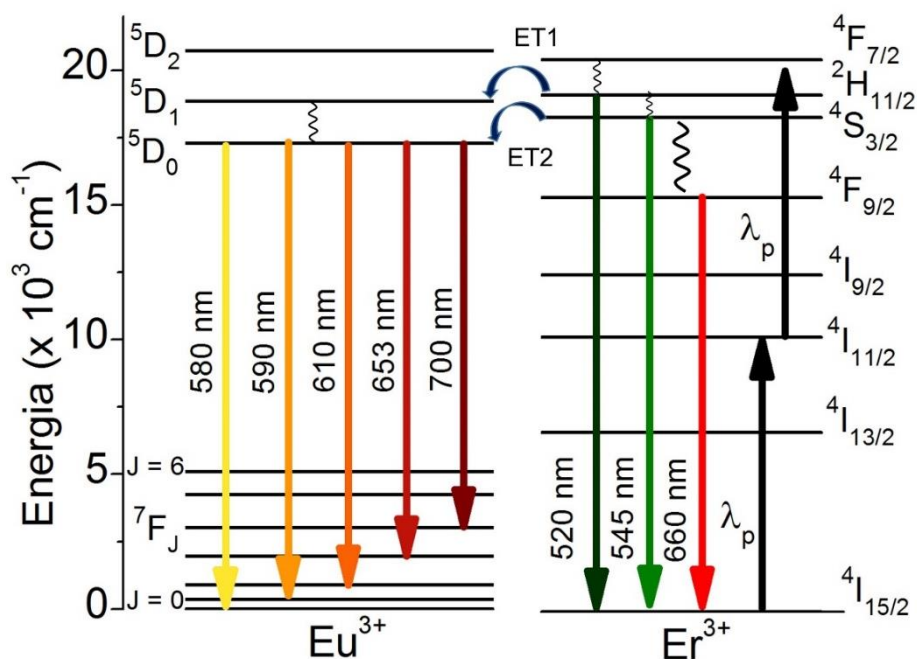 Energia (x 10³ cm⁻¹)
20
15
10
5
0
⁵D₂
⁵D₁
⁵D₀
J = 6
⁷F_J
J = 0
580 nm
590 nm
610 nm
653 nm
700 nm
Eu³⁺
ET1
ET2
⁴F₇/₂
²H₁₁/₂
⁴S₃/₂
⁴F₉/₂
⁴I₉/₂
⁴I₁₁/₂
⁴I₁₃/₂
⁴I₁₅/₂
520 nm
545 nm
660 nm
λₚ
λₚ
Er³⁺